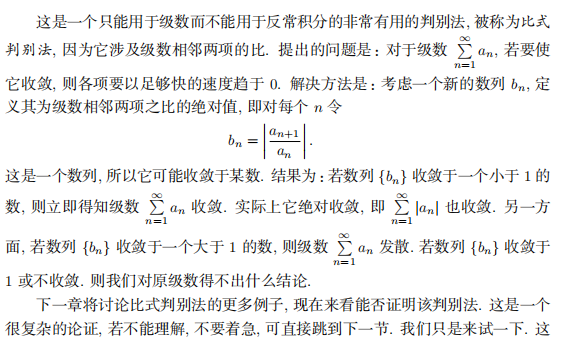 这是一个只能用于级数而不能用于反常积分的非常有用的判别法, 被称为比式
判别法, 因为它涉及级数相邻两项的比. 提出的问题是: 对于级数 $\sum_{n=1}^{\infty} a_n$, 若要使
它收敛, 则各项要以足够快的速度趋于 0. 解决方法是: 考虑一个新的数列 $b_n$, 定
义其为级数相邻两项之比的绝对值, 即对每个 $n$ 令
$b_n = \left| \frac{a_{n+1}}{a_n} \right|.$
这是一个数列, 所以它可能收敛于某数. 结果为: 若数列 $\{b_n\}$ 收敛于一个小于 1 的
数, 则立即得知级数 $\sum_{n=1}^{\infty} a_n$ 收敛. 实际上它绝对收敛, 即 $\sum_{n=1}^{\infty} |a_n|$ 也收敛. 另一方
面, 若数列 $\{b_n\}$ 收敛于一个大于 1 的数, 则级数 $\sum_{n=1}^{\infty} a_n$ 发散. 若数列 $\{b_n\}$ 收敛于
1 或不收敛. 则我们对原级数得不出什么结论.
下一章将讨论比式判别法的更多例子, 现在来看能否证明该判别法. 这是一个
很复杂的论证, 若不能理解, 不要着急, 可直接跳到下一节. 我们只是来试一下. 这